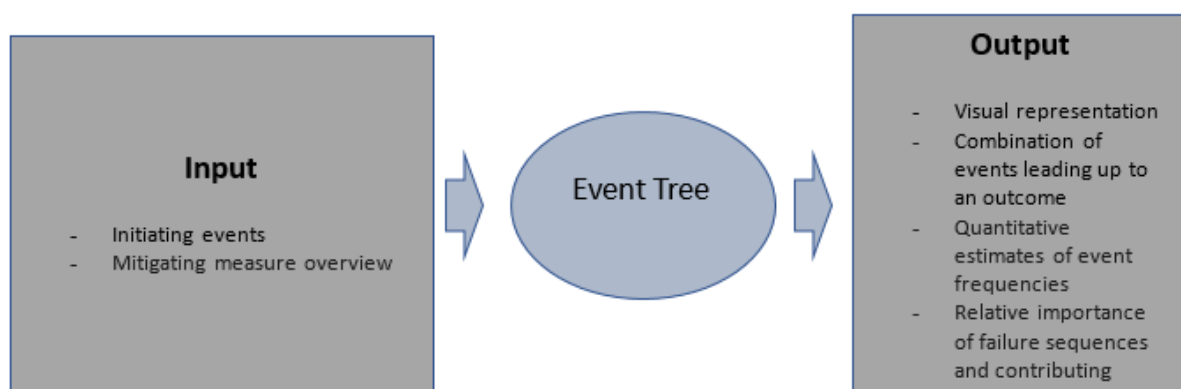 Input
- Initiating events
- Mitigating measure overview
Event Tree
Output
- Visual representation
- Combination of
events leading up to
an outcome
- Quantitative
estimates of event
frequencies
- Relative importance
of failure sequences
and contributing